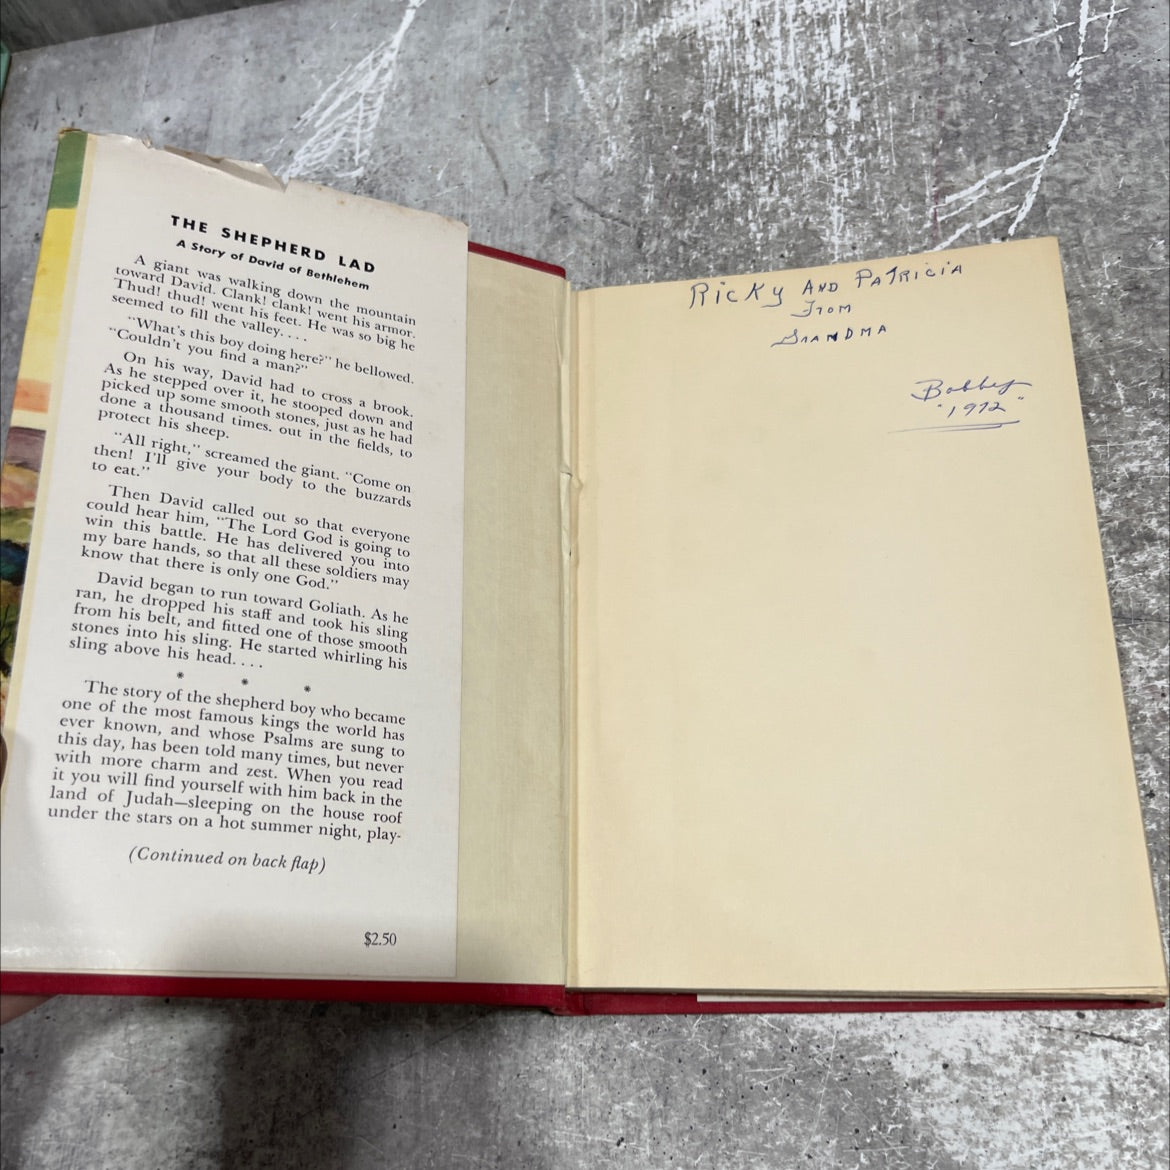 THE SHEPHERD LAD
A Story of David of Bethlehem
A giant was walking down the mountain
toward David. Clank! clank! went his armor.
Thud! thud! went his feet. He was so big he
seemed to fill the valley. . . .
"What's this boy doing here?" he bellowed.
"Couldn't you find a man?"
On his way, David had to cross a brook.
As he stepped over it, he stooped down and
picked up some smooth stones, just as he had
done a thousand times. out in the fields, to
protect his sheep.
"All right," screamed the giant. "Come on
then! I'll give your body to the buzzards
to eat."
Then David called out so that everyone
could hear him, "The Lord God is going to
win this battle. He has delivered you into
my bare hands, so that all these soldiers may
know that there is only one God."
David began to run toward Goliath. As he
ran, he dropped his staff and took his sling
from his belt, and fitted one of those smooth
stones into his sling. He started whirling his
sling above his head. . . .
* * *
The story of the shepherd boy who became
one of the most famous kings the world has
ever known, and whose Psalms are sung to
this day, has been told many times, but never
with more charm and zest. When you read
it you will find yourself with him back in the
land of Judah—sleeping on the house roof
under the stars on a hot summer night, play-
(Continued on back flap)
$2.50
RICKY AND PATRICIA
From
GRANDMA
Bobby
"1972"